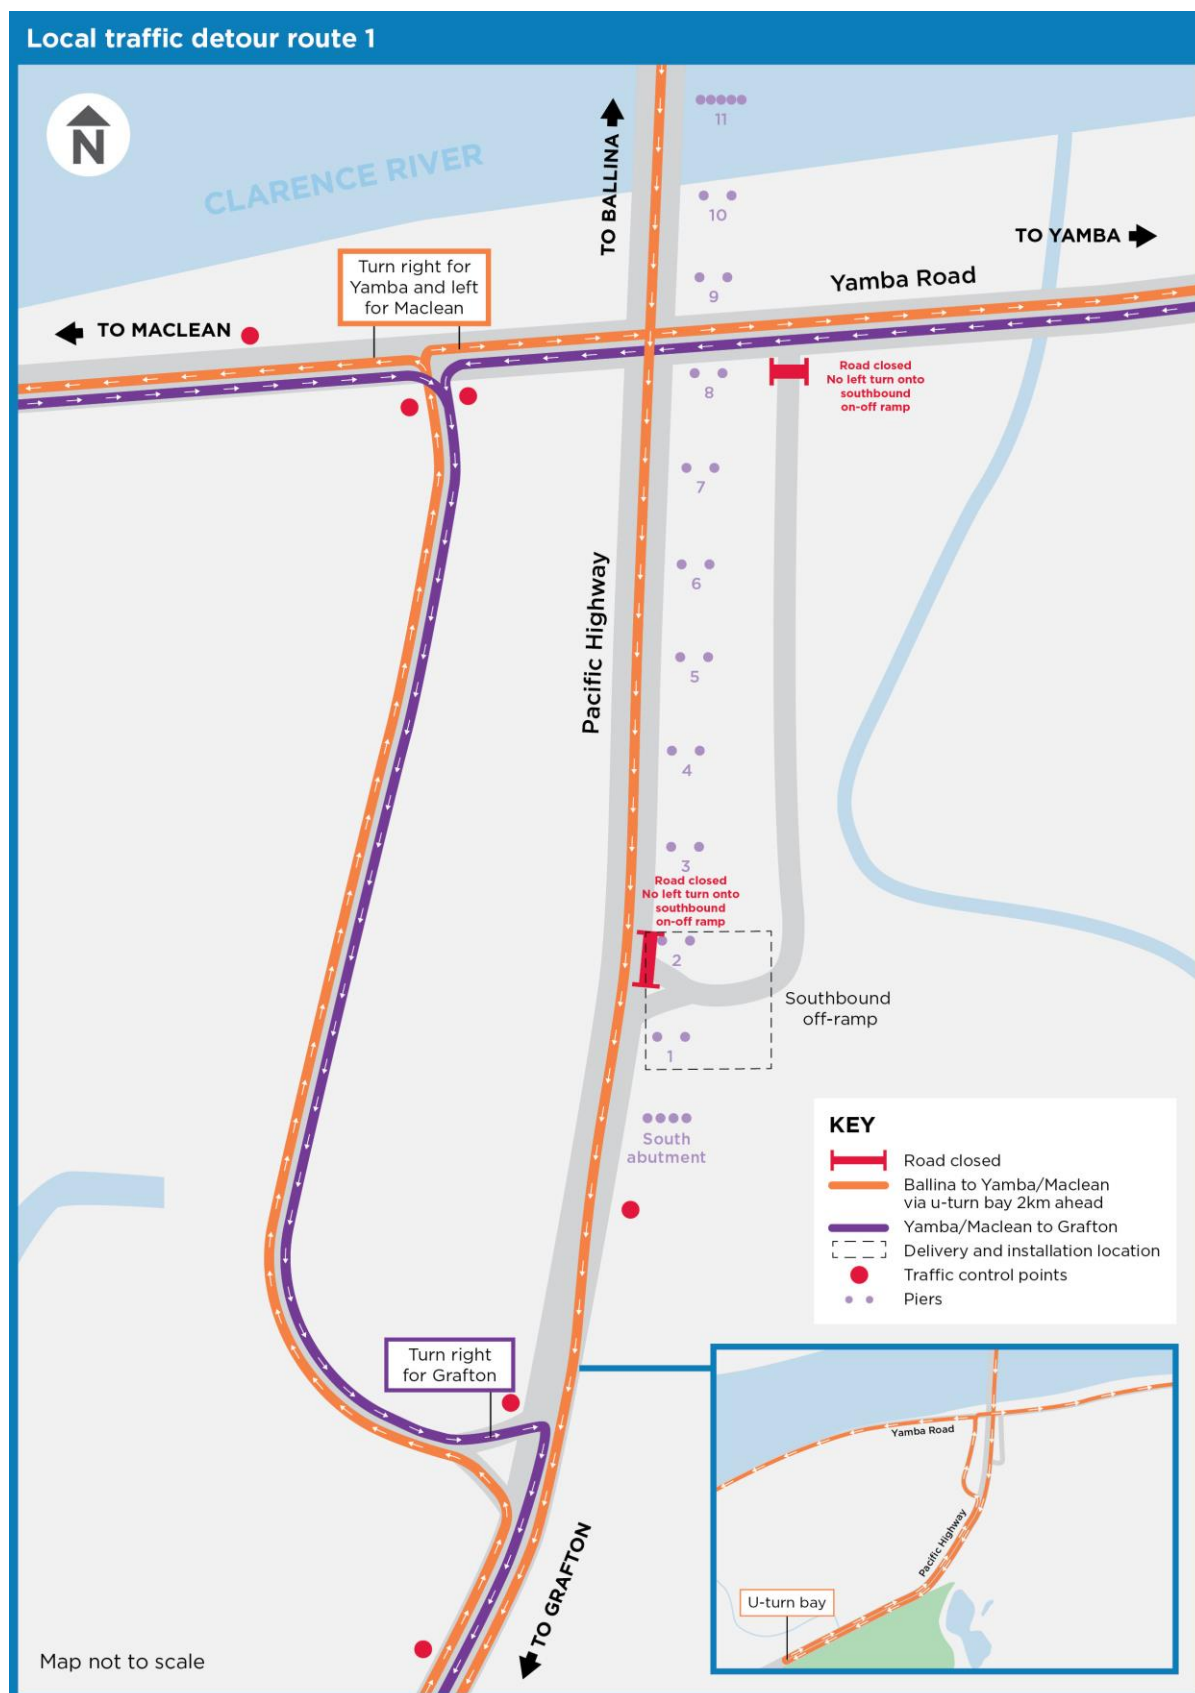 Local traffic detour route 1
N
CLARENCE RIVER
TO BALLINA
11
10
TO YAMBA
9
Yamba Road
Turn right for
Yamba and left
for Maclean
TO MACLEAN
8
Road closed
No left turn onto
southbound
on-off ramp
7
Pacific Highway
6
5
4
3
Road closed
No left turn onto
southbound
on-off ramp
2
Southbound
off-ramp
1
South
abutment
KEY
Road closed
Ballina to Yamba/Maclean
via u-turn bay 2km ahead
Yamba/Maclean to Grafton
Delivery and installation location
Traffic control points
Piers
Turn right
for Grafton
TO GRAFTON
Yamba Road
Pacific Highway
U-turn bay
Map not to scale